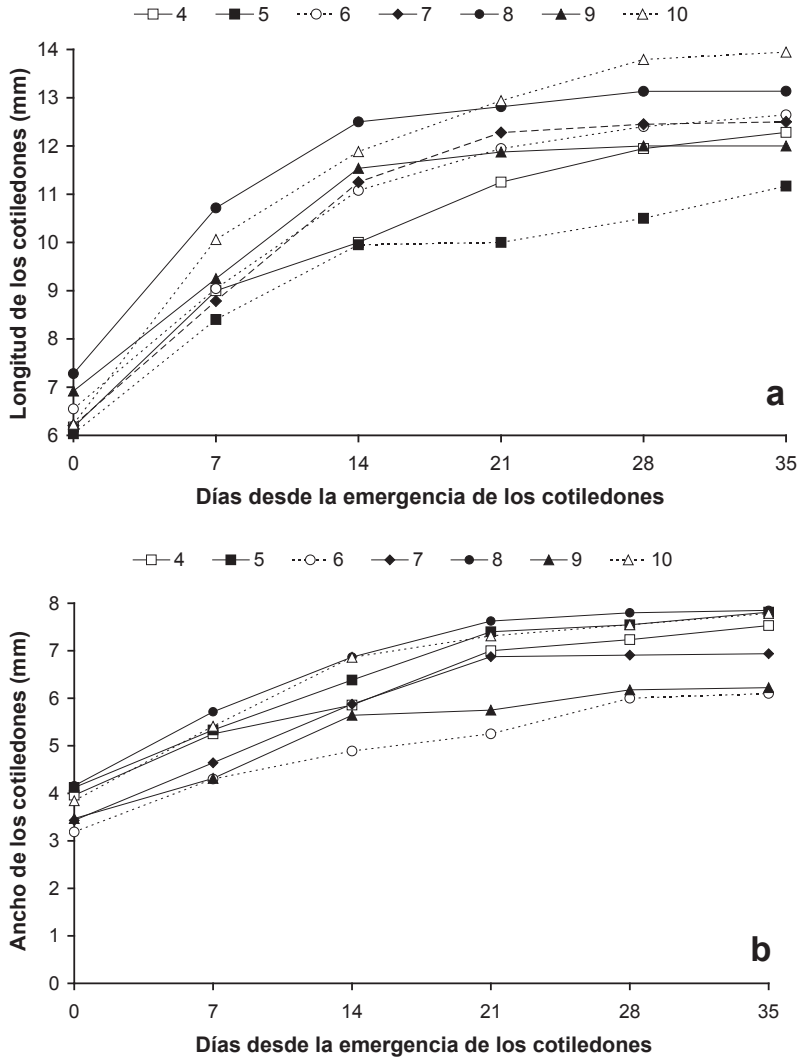 4 5 6 7 8 9 10
14
13
12
11
10
9
8
7
6
Longitud de los cotiledones (mm)
a
0 7 14 21 28 35
Días desde la emergencia de los cotiledones
4 5 6 7 8 9 10
8
7
6
5
4
3
2
1
0
Ancho de los cotiledones (mm)
b
0 7 14 21 28 35
Días desde la emergencia de los cotiledones